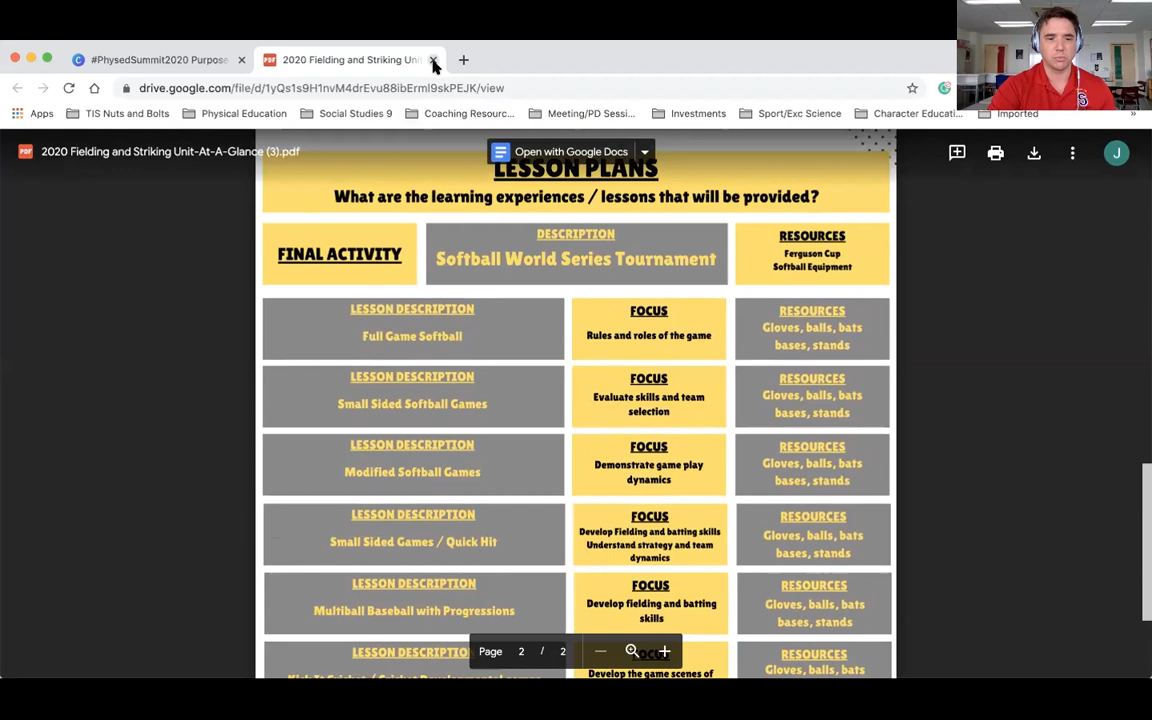 #PhysedSummit2020 Purpose
2020 Fielding and Striking Unit
drive.google.com/file/d/1yQs1s9H1nvM4drEvu88ibErml9skPEJK/view
Apps
TIS Nuts and Bolts
Physical Education
Social Studies 9
Coaching Resourc...
Meeting/PD Sessi...
Investments
Sport/Exc Science
Character Educati...
Imported
»
PDF
2020 Fielding and Striking Unit-At-A-Glance (3).pdf
Open with Google Docs
J
LESSON PLANS
What are the learning experiences / lessons that will be provided?
FINAL ACTIVITY
DESCRIPTION
Softball World Series Tournament
RESOURCES
Ferguson Cup
Softball Equipment
LESSON DESCRIPTION
Full Game Softball
FOCUS
Rules and roles of the game
RESOURCES
Gloves, balls, bats
bases, stands
LESSON DESCRIPTION
Small Sided Softball Games
FOCUS
Evaluate skills and team
selection
RESOURCES
Gloves, balls, bats
bases, stands
LESSON DESCRIPTION
Modified Softball Games
FOCUS
Demonstrate game play
dynamics
RESOURCES
Gloves, balls, bats
bases, stands
LESSON DESCRIPTION
Small Sided Games / Quick Hit
FOCUS
Develop Fielding and batting skills
Understand strategy and team
dynamics
RESOURCES
Gloves, balls, bats
bases, stands
LESSON DESCRIPTION
Multiball Baseball with Progressions
FOCUS
Develop fielding and batting
skills
RESOURCES
Gloves, balls, bats
bases, stands
LESSON DESCRIPTION
FOCUS
Develop the game scenes of
RESOURCES
Gloves, balls, bats
Page 2 / 2